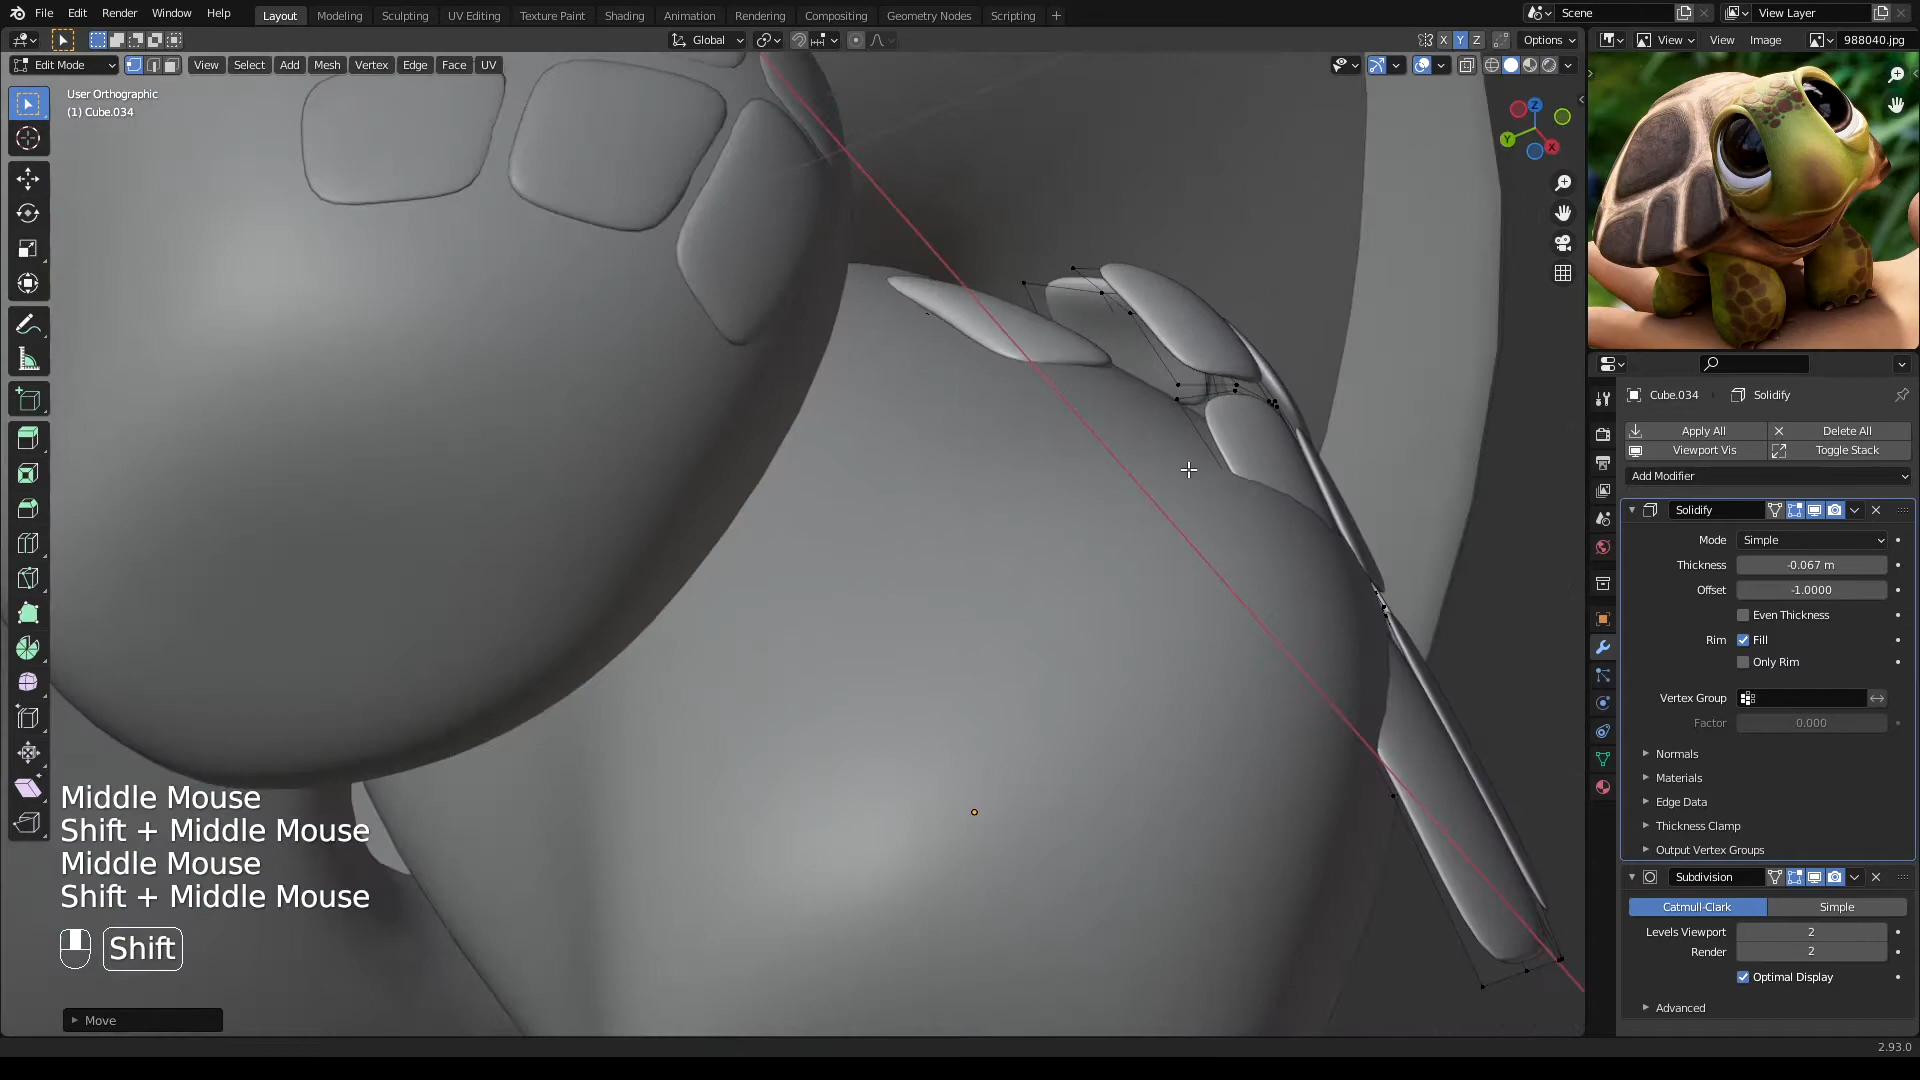 File Edit Render Window Help Layout Modeling Sculpting UV Editing Texture Paint Shading Animation Rendering Compositing Geometry Nodes Scripting + Scene View Layer
Global Options X Y Z View View Image 988040.jpg
Edit Mode View Select Add Mesh Vertex Edge Face UV
User Orthographic
(1) Cube.034
Z
Y
X
Cube.034 Solidify
Apply All Delete All
Viewport Vis Toggle Stack
Add Modifier
Solidify
Mode Simple
Thickness -0.067 m
Offset -1.0000
Even Thickness
Rim Fill
Only Rim
Vertex Group
Factor 0.000
Normals
Materials
Edge Data
Thickness Clamp
Output Vertex Groups
Subdivision
Catmull-Clark Simple
Levels Viewport 2
Render 2
Optimal Display
Advanced
Middle Mouse
Shift + Middle Mouse
Middle Mouse
Shift + Middle Mouse
Shift
Move
2.93.0